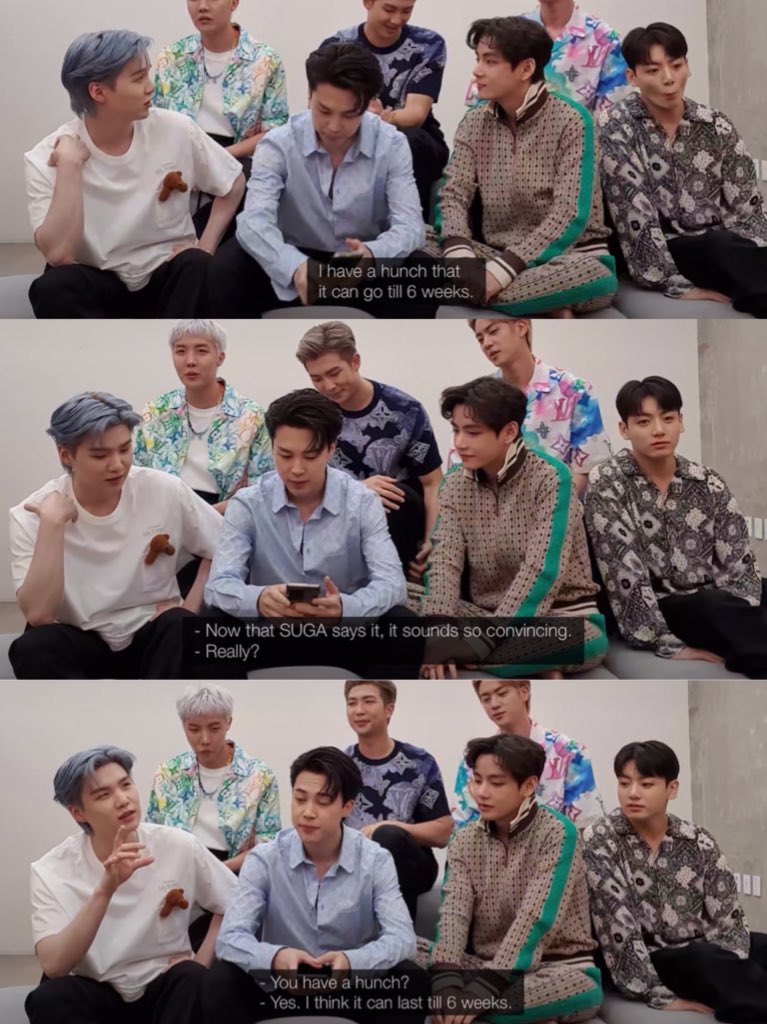 I have a hunch that
it can go till 6 weeks.
- Now that SUGA says it, it sounds so convincing.
- Really?
- You have a hunch?
- Yes. I think it can last till 6 weeks.